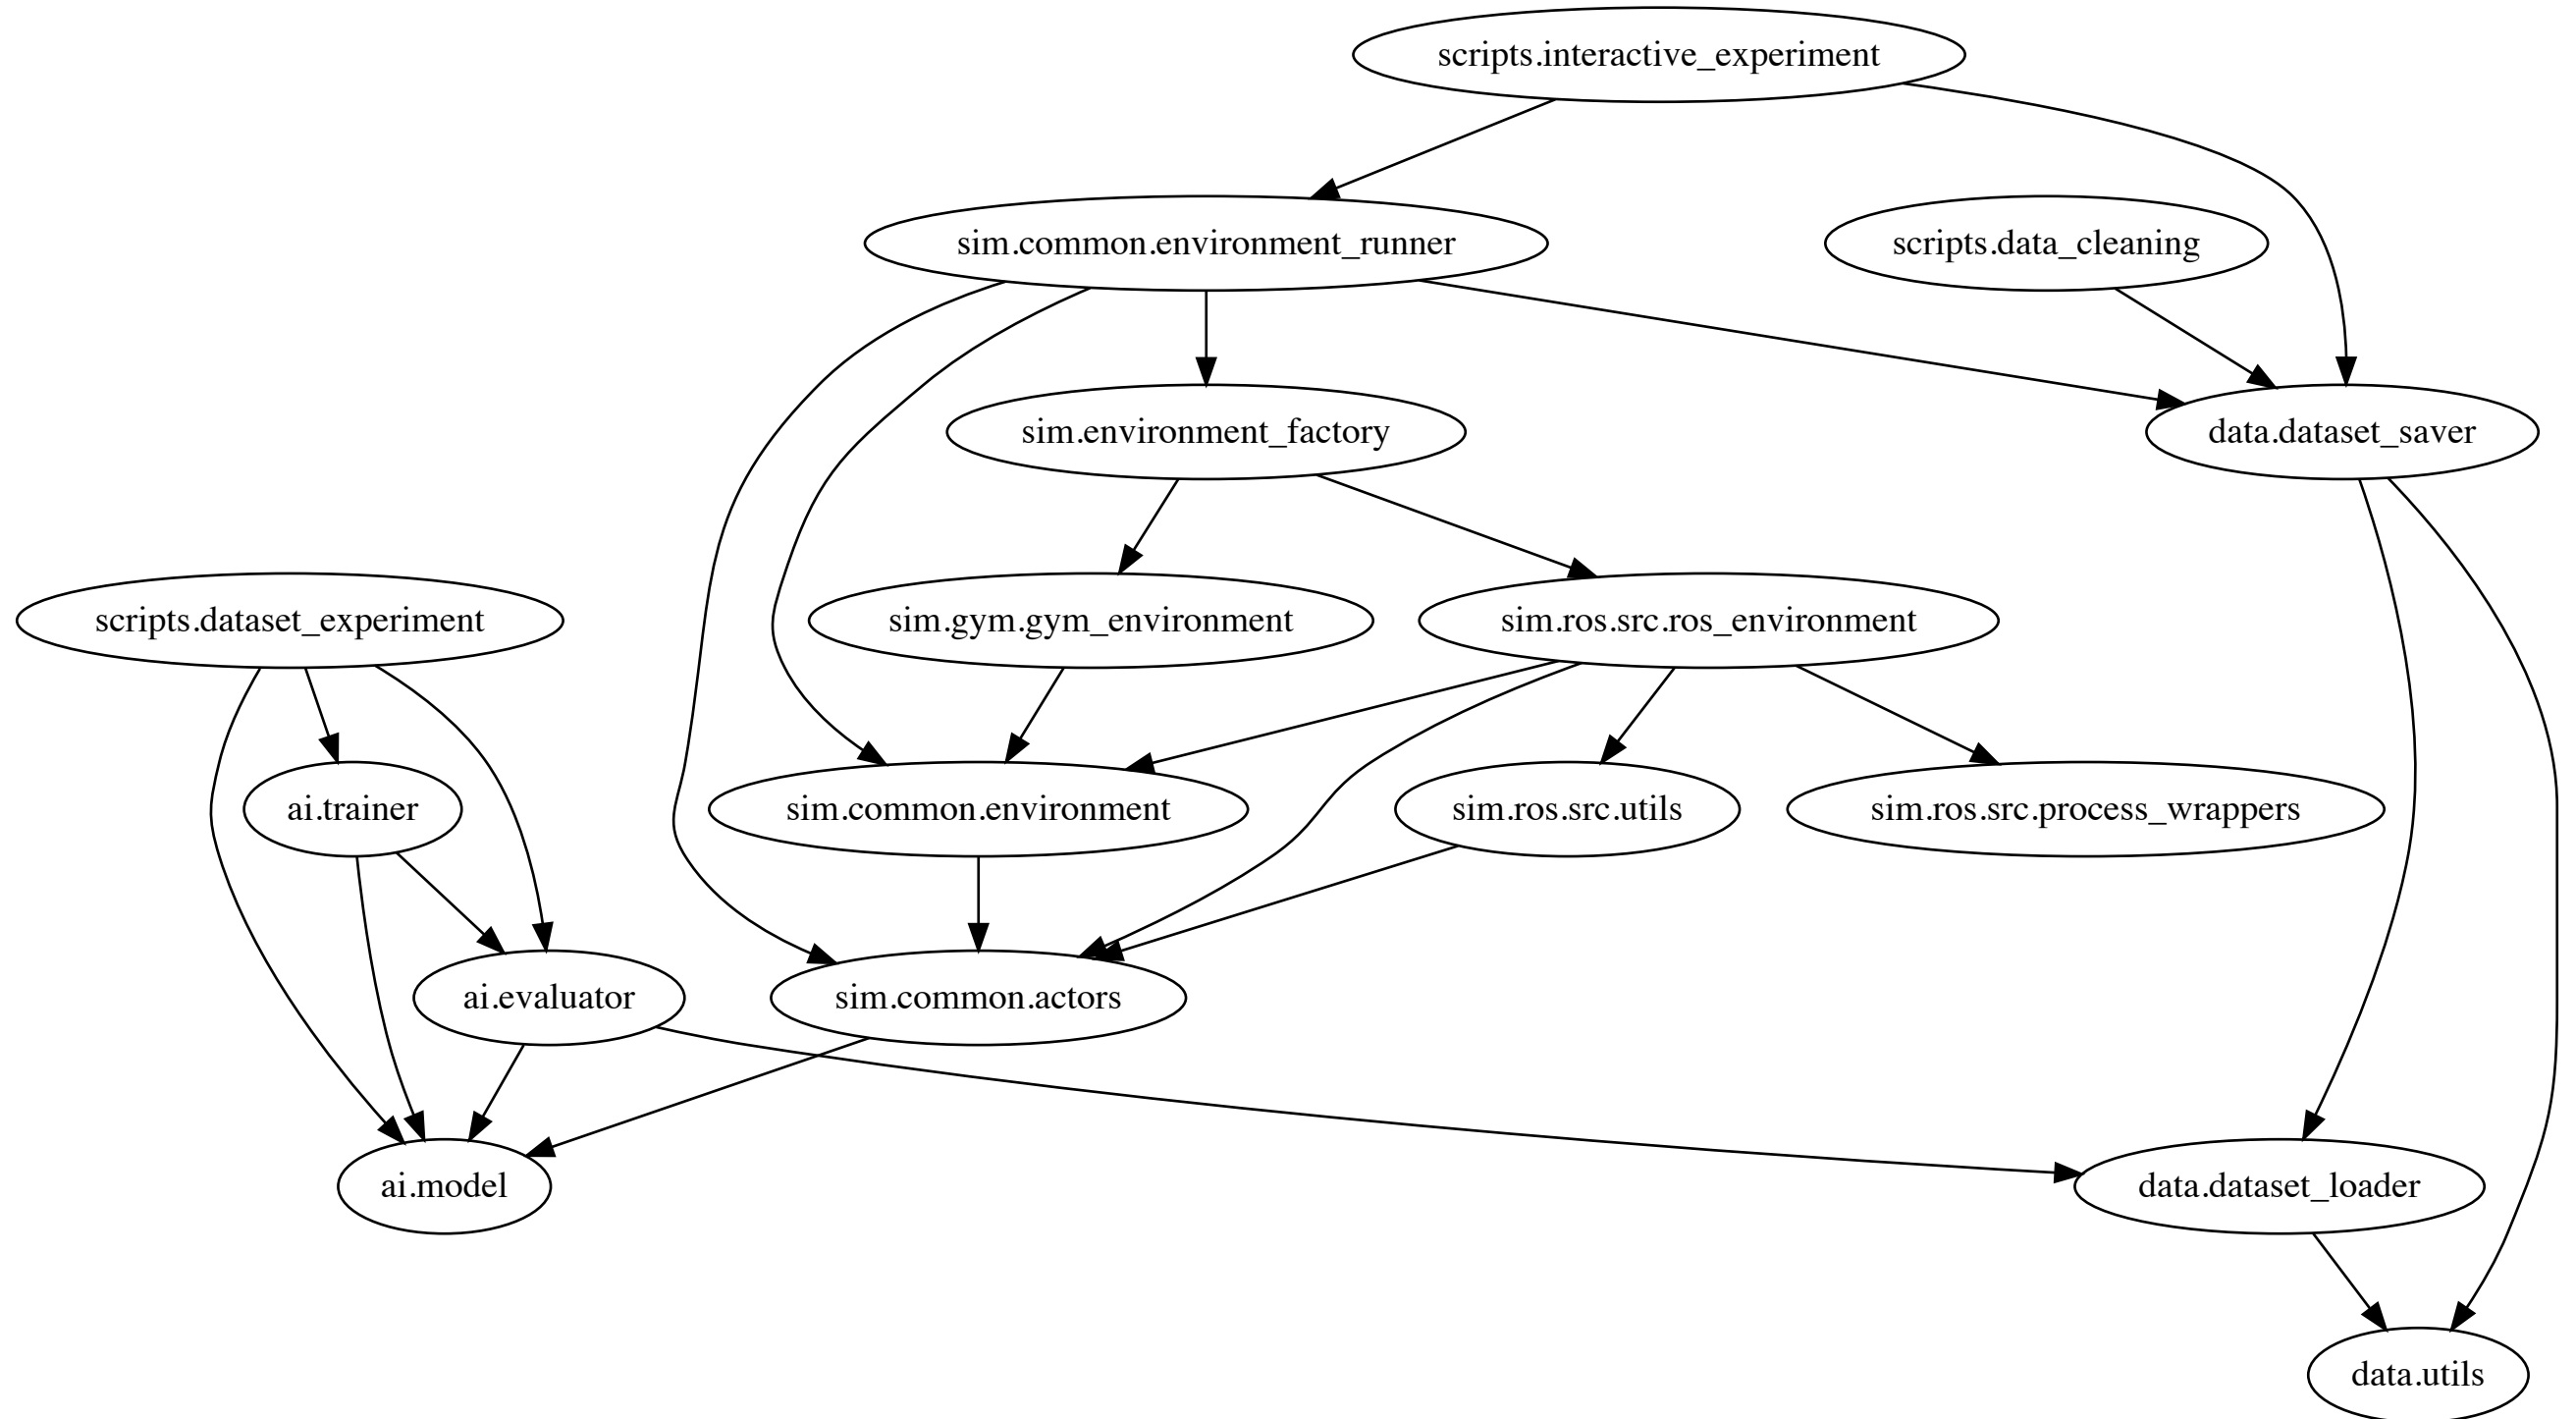 scripts.interactive_experiment
sim.common.environment_runner
scripts.data_cleaning
sim.environment_factory
data.dataset_saver
scripts.dataset_experiment
sim.gym.gym_environment
sim.ros.src.ros_environment
ai.trainer
sim.common.environment
sim.ros.src.utils
sim.ros.src.process_wrappers
ai.evaluator
sim.common.actors
ai.model
data.dataset_loader
data.utils